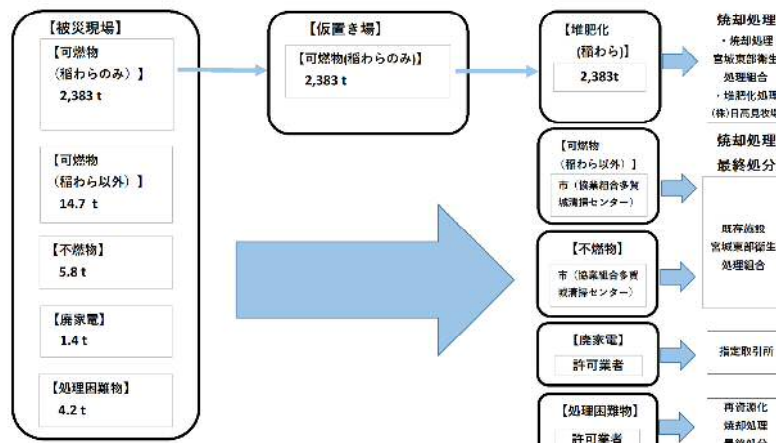 【被災現場】
【可燃物
（稲わらのみ）】
2,383 t
【可燃物
（稲わら以外）】
14.7 t
【不燃物】
5.8 t
【廃家電】
1.4 t
【処理困難物】
4.2 t
【仮置き場】
【可燃物(稲わらのみ)】
2,383 t
【堆肥化
(稲わら)】
2,383t
【可燃物
（稲わら以外）】
市（協業組合多賀
城清掃センター）
【不燃物】
市（協業組合多賀
城清掃センター）
【廃家電】
許可業者
【処理困難物】
許可業者
焼却処理
・焼却処理
宮城東部衛生
処理組合
・堆肥化処理
(株)日高見牧場
焼却処理
最終処分
既存施設
宮城東部衛生
処理組合
指定取引所
再資源化
焼却処理
最終処分